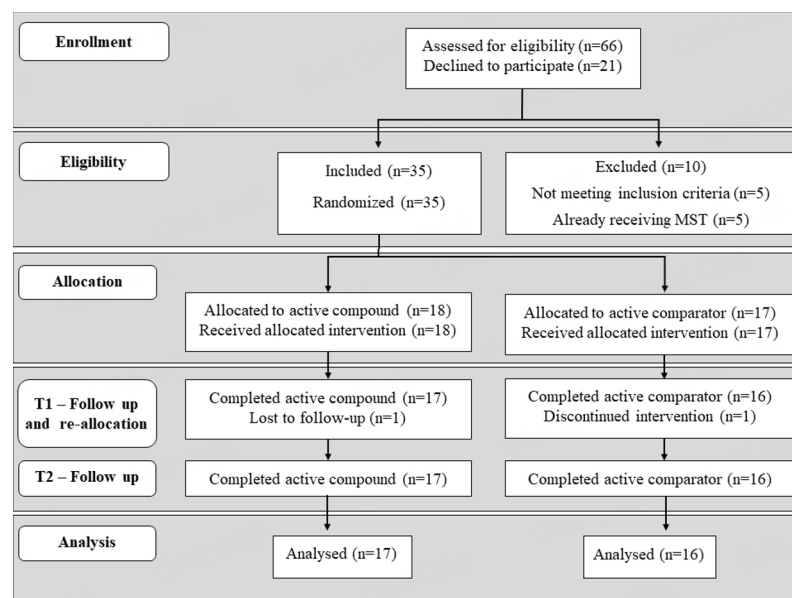 Enrollment
Assessed for eligibility (n=66)
Declined to participate (n=21)
Eligibility
Included (n=35)
Randomized (n=35)
Excluded (n=10)
Not meeting inclusion criteria (n=5)
Already receiving MST (n=5)
Allocation
Allocated to active compound (n=18)
Received allocated intervention (n=18)
Allocated to active comparator (n=17)
Received allocated intervention (n=17)
T1 – Follow up
and re-allocation
Completed active compound (n=17)
Lost to follow-up (n=1)
Completed active comparator (n=16)
Discontinued intervention (n=1)
T2 – Follow up
Completed active compound (n=17)
Completed active comparator (n=16)
Analysis
Analysed (n=17)
Analysed (n=16)